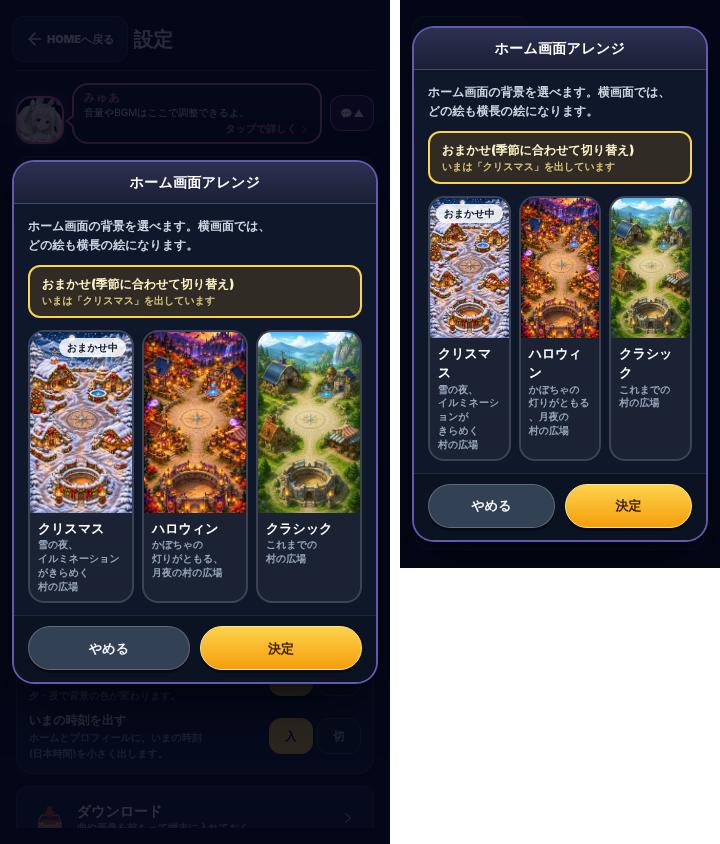 HOMEへ戻る
設定
みゅあ
音量やBGMはここで調整できるよ。
タップで詳しく
ホーム画面アレンジ
ホーム画面の背景を選べます。横画面では、
どの絵も横長の絵になります。
おまかせ(季節に合わせて切り替え)
いまは「クリスマス」を出しています
おまかせ中
クリスマス
雪の夜、
イルミネーション
がきらめく
村の広場
ハロウィン
かぼちゃの
灯りがともる、
月夜の村の広場
クラシック
これまでの
村の広場
やめる
決定
夕・夜で背景の色が変わります。
いまの時刻を出す
ホームとプロフィールに、いまの時刻
(日本時間)を小さく出します。
入
切
ダウンロード
ホーム画面アレンジ
ホーム画面の背景を選べます。横画面では、
どの絵も横長の絵になります。
おまかせ(季節に合わせて切り替え)
いまは「クリスマス」を出しています
おまかせ中
クリスマ
ス
雪の夜、
イルミネーシ
ョンが
きらめく
村の広場
ハロウィ
ン
かぼちゃの
灯りがともる
、月夜の
村の広場
クラシッ
ク
これまでの
村の広場
やめる
決定